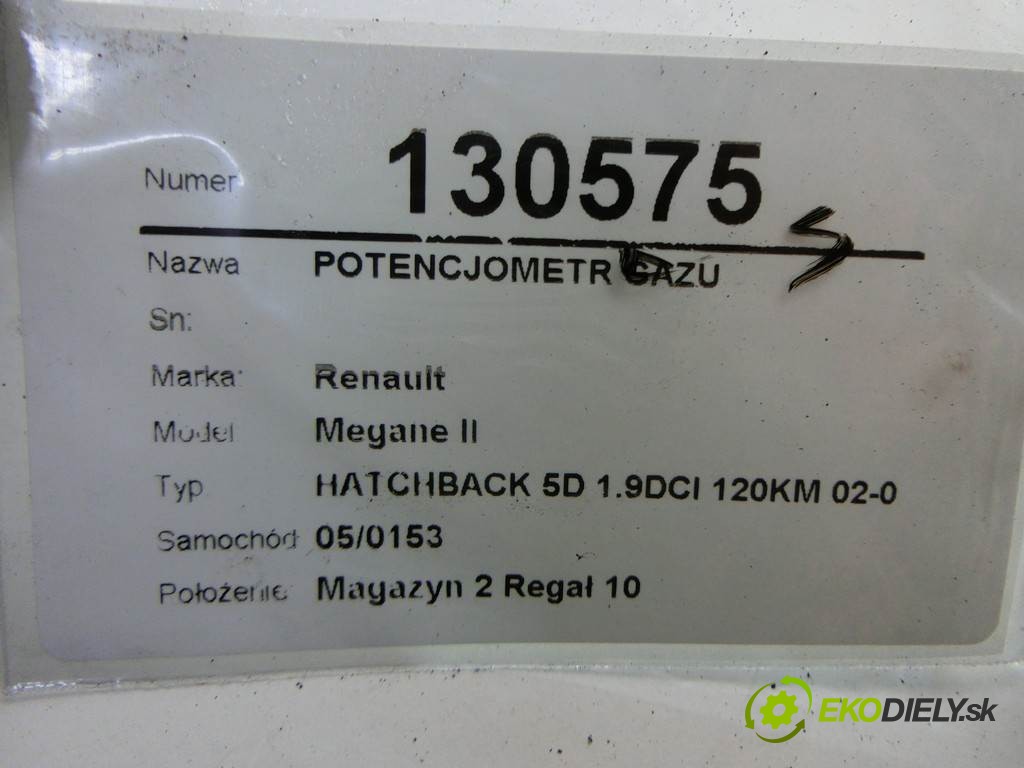 Numer 130575
Nazwa POTENCJOMETR GAZU
Sn:
Marka: Renault
Model Megane II
Typ HATCHBACK 5D 1.9DCI 120KM 02-0
Samochód 05/0153
Położenie Magazyn 2 Regał 10
EKODIELY.sk